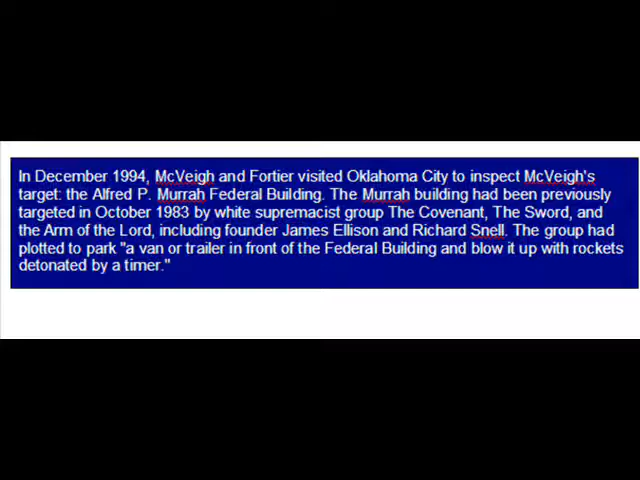 In December 1994, McVeigh and Fortier visited Oklahoma City to inspect McVeigh's
target: the Alfred P. Murrah Federal Building. The Murrah building had been previously
targeted in October 1983 by white supremacist group The Covenant, The Sword, and
the Arm of the Lord, including founder James Ellison and Richard Snell. The group had
plotted to park "a van or trailer in front of the Federal Building and blow it up with rockets
detonated by a timer."